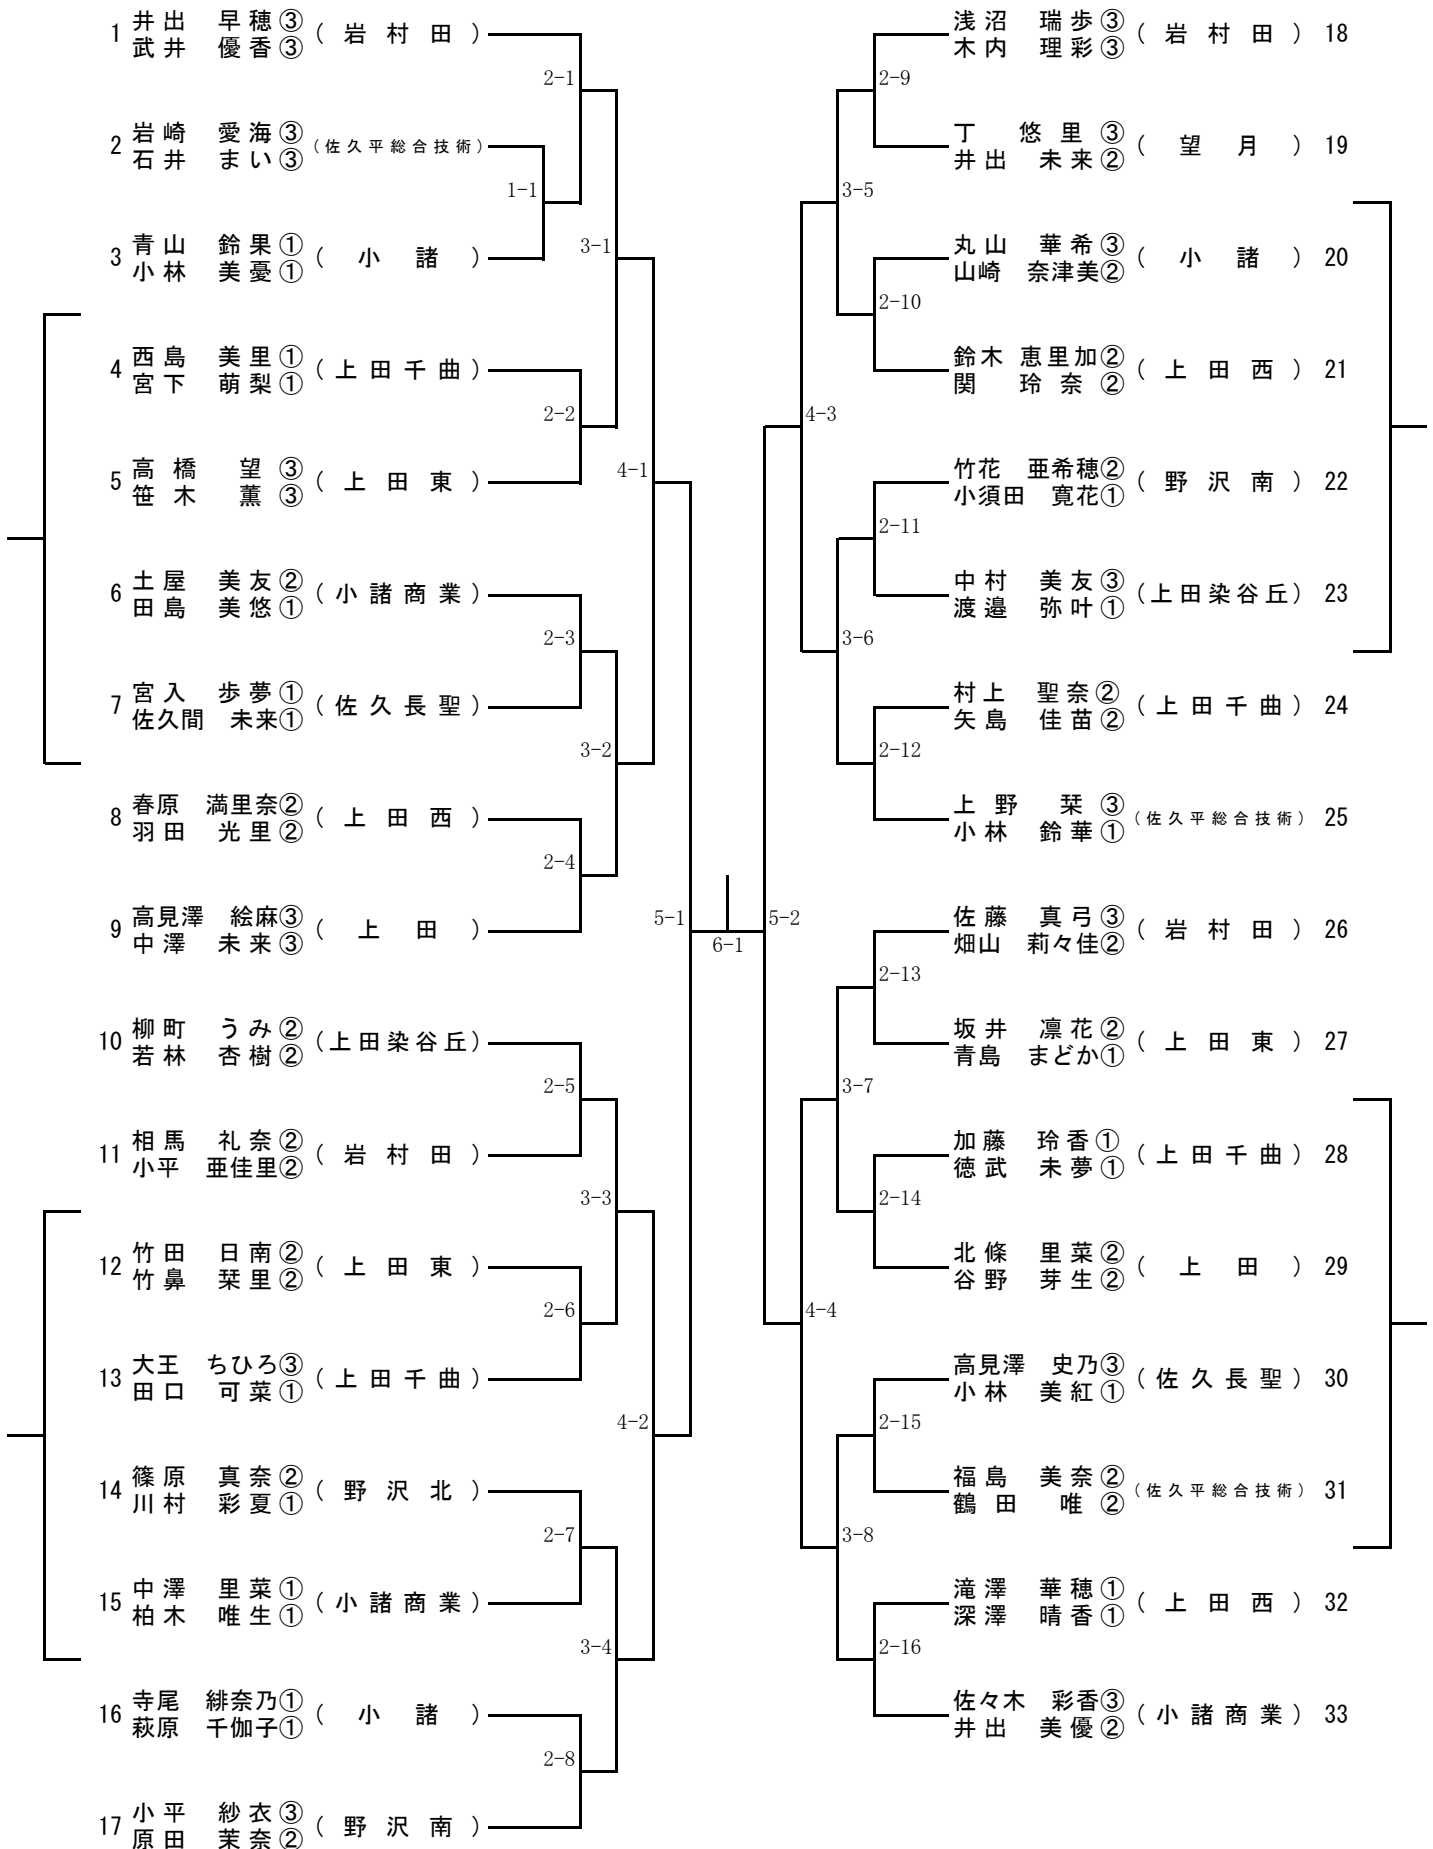 1 井出 早穂③ (岩村田)
武井 優香③
2-1
2 岩崎 愛海③ (佐久平総合技術)
石井 まい③
1-1
3 青山 鈴果① (小諸)
小林 美憂①
3-1
4 西島 美里① (上田千曲)
宮下 萌梨①
2-2
5 高橋 望③ (上田東)
笹木 薫③
4-1
6 土屋 美友② (小諸商業)
田島 美悠①
2-3
7 宮入 歩夢① (佐久長聖)
佐久間 未来①
3-2
8 春原 満里奈② (上田西)
羽田 光里②
2-4
9 高見澤 絵麻③ (上田)
中澤 未来③
5-1
10 柳町 うみ② (上田染谷丘)
若林 杏樹②
2-5
11 相馬 礼奈② (岩村田)
小平 亜佳里②
3-3
12 竹田 日南② (上田東)
竹鼻 栞里②
2-6
13 大王 ちひろ③ (上田千曲)
田口 可菜①
4-2
14 篠原 真奈② (野沢北)
川村 彩夏①
2-7
15 中澤 里菜① (小諸商業)
柏木 唯生①
3-4
16 寺尾 緋奈乃① (小諸)
萩原 千伽子①
2-8
17 小平 紗衣③ (野沢南)
原田 茉奈②
6-1
浅沼 瑞歩③ (岩村田) 18
木内 理彩③
2-9
丁 悠里③ (望月) 19
井出 未来②
3-5
丸山 華希③ (小諸) 20
山崎 奈津美②
2-10
鈴木 恵里加② (上田西) 21
関 玲奈②
4-3
竹花 亜希穂② (野沢南) 22
小須田 寛花①
2-11
中村 美友③ (上田染谷丘) 23
渡邉 弥叶①
3-6
村上 聖奈② (上田千曲) 24
矢島 佳苗②
2-12
上野 栞③ (佐久平総合技術) 25
小林 鈴華①
5-2
佐藤 真弓③ (岩村田) 26
畑山 莉々佳②
2-13
坂井 凛花② (上田東) 27
青島 まどか①
3-7
加藤 玲香① (上田千曲) 28
徳武 未夢①
2-14
北條 里菜② (上田) 29
谷野 芽生②
4-4
高見澤 史乃③ (佐久長聖) 30
小林 美紅①
2-15
福島 美奈② (佐久平総合技術) 31
鶴田 唯②
3-8
滝澤 華穂① (上田西) 32
深澤 晴香①
2-16
佐々木 彩香③ (小諸商業) 33
井出 美優②